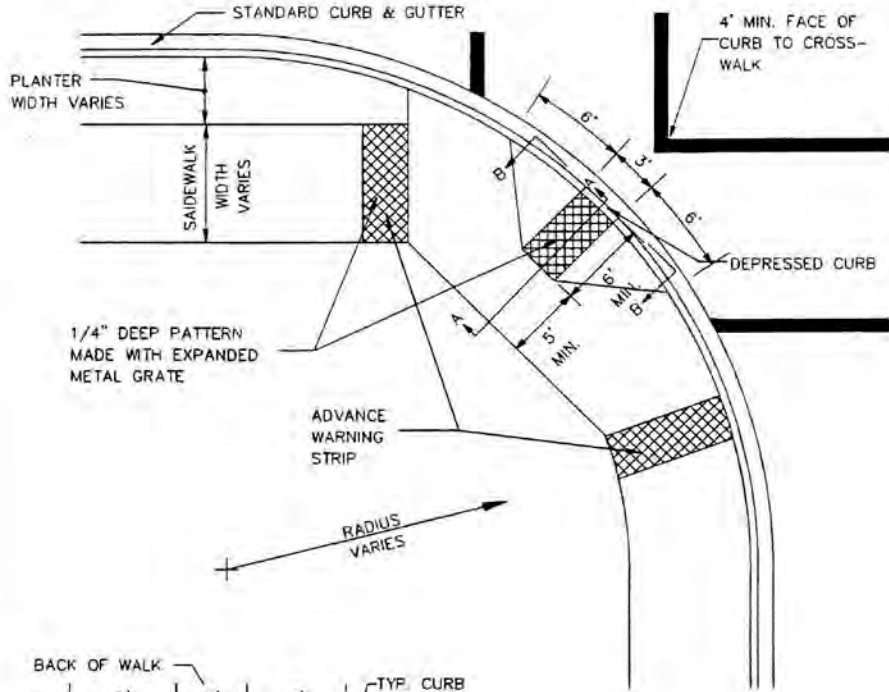 STANDARD CURB & GUTTER
4' MIN. FACE OF
CURB TO CROSS-
WALK
PLANTER
WIDTH VARIES
6'
3'
6'
B
A
SAIDEWALK
WIDTH
VARIES
DEPRESSED CURB
6'
MIN.
B
A
5'
MIN.
1/4" DEEP PATTERN
MADE WITH EXPANDED
METAL GRATE
ADVANCE
WARNING
STRIP
RADIUS
VARIES
BACK OF WALK
TYP. CURB